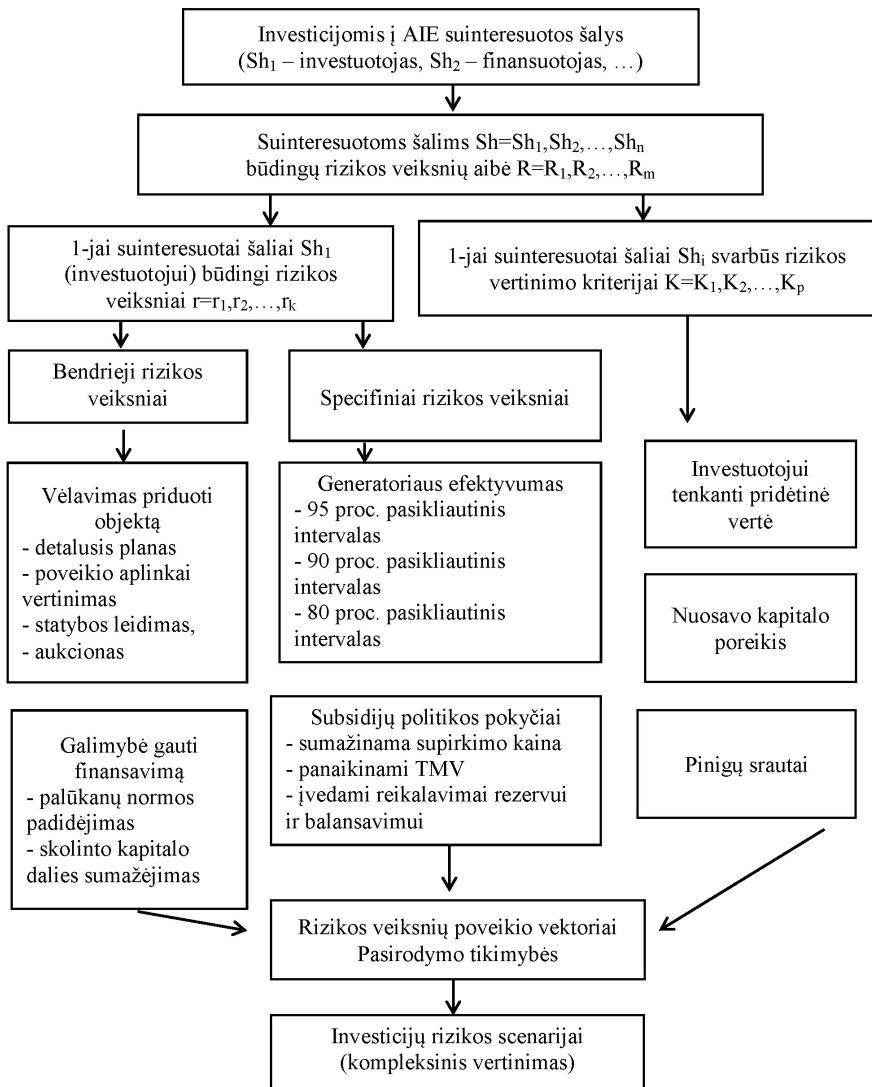 Investicijomis į AIE suinteresuotos šalys
(Sh₁ – investuotojas, Sh₂ – finansuotojas, …)
Suinteresuotoms šalims Sh=Sh₁,Sh₂,…,Shₙ
būdingų rizikos veiksnių aibė R=R₁,R₂,…,Rₘ
1-jai suinteresuotai šaliai Sh₁
(investuotojui) būdingi rizikos
veiksniai r=r₁,r₂,…,rₖ
1-jai suinteresuotai šaliai Shᵢ svarbūs rizikos
vertinimo kriterijai K=K₁,K₂,…,Kₚ
Bendrieji rizikos
veiksniai
Specifiniai rizikos veiksniai
Vėlavimas priduoti
objektą
- detalusis planas
- poveikio aplinkai
vertinimas
- statybos leidimas,
- aukcionas
Generatoriaus efektyvumas
- 95 proc. pasikliautinis
intervalas
- 90 proc. pasikliautinis
intervalas
- 80 proc. pasikliautinis
intervalas
Investuotojui
tenkanti pridėtinė
vertė
Nuosavo kapitalo
poreikis
Galimybė gauti
finansavimą
- palūkanų normos
padidėjimas
- skolinto kapitalo
dalies sumažėjimas
Subsidijų politikos pokyčiai
- sumažinama supirkimo kaina
- panaikinami TMV
- įvedami reikalavimai rezervui
ir balansavimui
Pinigų srautai
Rizikos veiksnių poveikio vektoriai
Pasirodymo tikimybės
Investicijų rizikos scenarijai
(kompleksinis vertinimas)